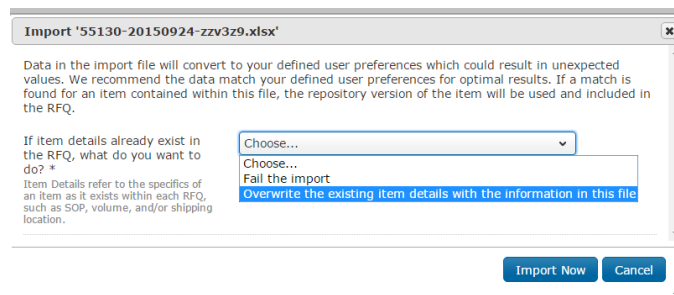 Import '55130-20150924-zzv3z9.xlsx'
Data in the import file will convert to your defined user preferences which could result in unexpected
values. We recommend the data match your defined user preferences for optimal results. If a match is
found for an item contained within this file, the repository version of the item will be used and included in
the RFQ.
If item details already exist in
the RFQ, what do you want to
do? *
Item Details refer to the specifics of
an item as it exists within each RFQ,
such as SOP, volume, and/or shipping
location.
Choose...
Choose...
Fail the import
Overwrite the existing item details with the information in this file
Import Now
Cancel